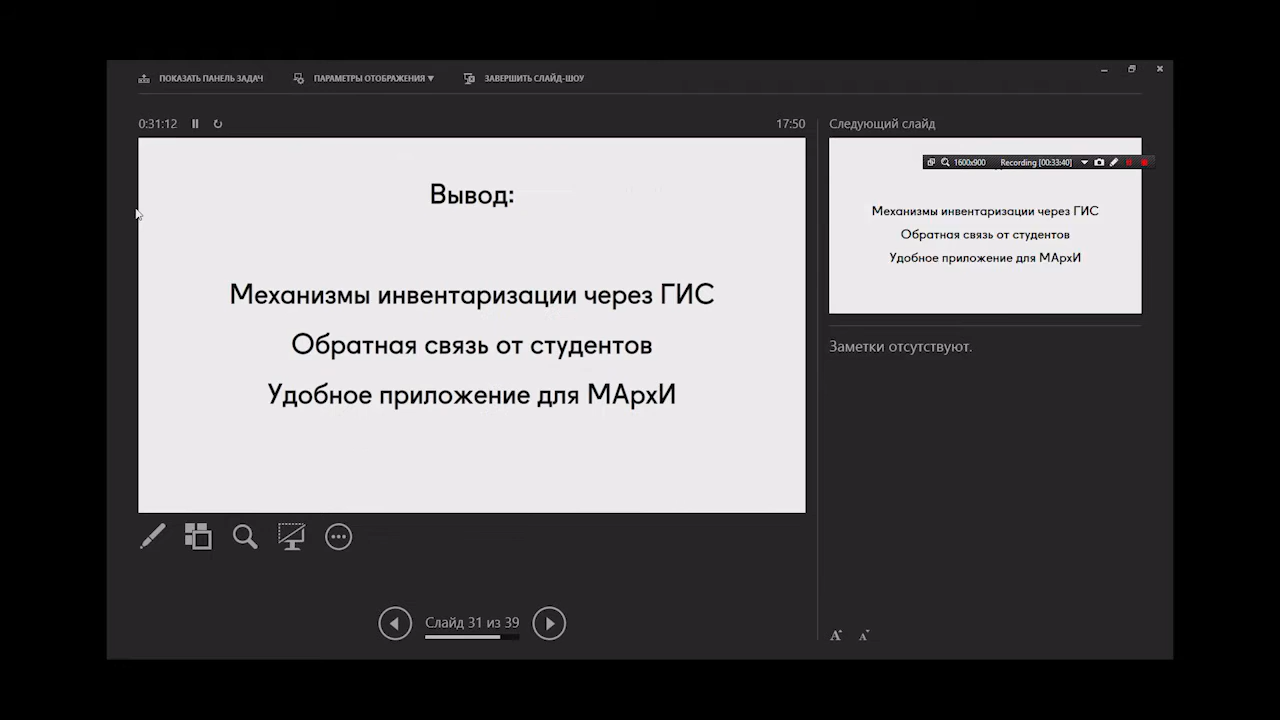 ПОКАЗАТЬ ПАНЕЛЬ ЗАДАЧ ПАРАМЕТРЫ ОТОБРАЖЕНИЯ ▼ ЗАВЕРШИТЬ СЛАЙД-ШОУ
0:31:12 17:50
Вывод:
Механизмы инвентаризации через ГИС
Обратная связь от студентов
Удобное приложение для МАрхИ
Слайд 31 из 39
Следующий слайд
1600x900 Recording [00:33:40]
Механизмы инвентаризации через ГИС
Обратная связь от студентов
Удобное приложение для МАрхИ
Заметки отсутствуют.
A A